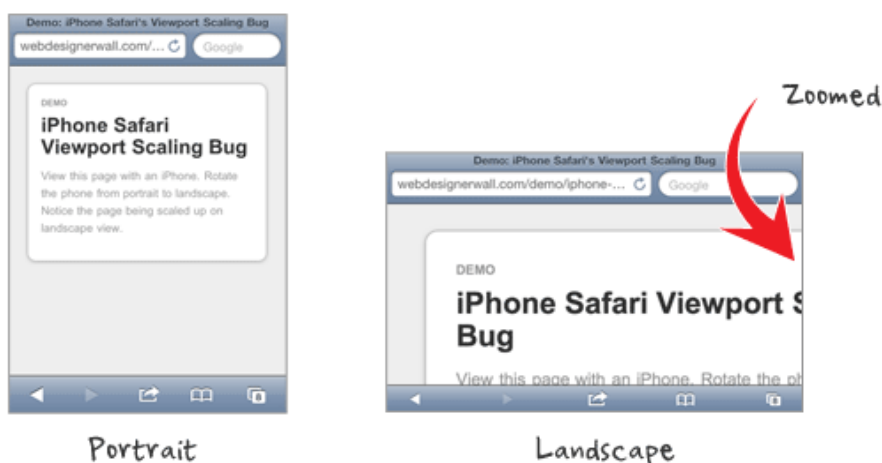 Demo: iPhone Safari's Viewport Scaling Bug
webdesignerwall.com/... Google
DEMO
iPhone Safari
Viewport Scaling Bug
View this page with an iPhone. Rotate
the phone from portrait to landscape.
Notice the page being scaled up on
landscape view.
8
Portrait
Zoomed
Demo: iPhone Safari's Viewport Scaling Bug
webdesignerwall.com/demo/iphone-... Google
DEMO
iPhone Safari Viewport S
Bug
View this page with an iPhone. Rotate the ph
8
Landscape